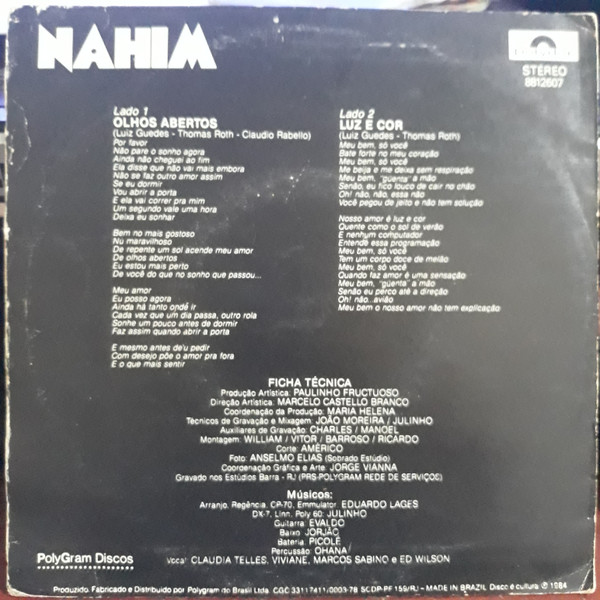 NAHIM
STÉREO
8812607
Lado 1
OLHOS ABERTOS
(Luiz Guedes - Thomas Roth - Claudio Rabello)
Por favor
Não pare o sonho agora
Ainda não cheguei ao fim
Ela disse que não vai mais embora
Não se faz outro amor assim
Se eu dormir
Vou abrir a porta
E ela vai correr pra mim
Um segundo vale uma hora
Deixa eu sonhar
Bem no mais gostoso
Nu maravilhoso
De repente um sol acende meu amor
De olhos abertos
Eu estou mais perto
De você do que no sonho que passou...
Meu amor
Eu posso agora
Ainda há tanto onde ir
Cada vez que um dia passa, outro rola
Sonhe um pouco antes de dormir
Faz assim quando abrir a porta
E mesmo antes de'u pedir
Com desejo põe o amor pra fora
E o que mais sentir
Lado 2
LUZ E COR
(Luiz Guedes - Thomas Roth)
Meu bem, só você
Bate forte no meu coração
Meu bem, só você
Me beija e me deixa sem respiração
Meu bem, "güenta" a mão
Senão, eu fico louco de cair no chão
Oh! não, não, essa não
Você pegou de jeito e não tem solução
Nosso amor é luz e cor
Quente como o sol de verão
E nenhum computador
Entende essa programação
Meu bem, só você
Tem um corpo doce de melão
Meu bem, só você
Quando faz amor é uma sensação
Meu bem, "güenta" a mão
Senão eu perco até a direção
Oh! não...avião
Meu bem o nosso amor não tem explicação
FICHA TÉCNICA
Produção Artística: PAULINHO FRUCTUOSO
Direção Artística: MARCELO CASTELLO BRANCO
Coordenação da Produção: MARIA HELENA
Técnicos de Gravação e Mixagem: JOÃO MOREIRA / JULINHO
Auxiliares de Gravação: CHARLES / MANOEL
Montagem: WILLIAM / VITOR / BARROSO / RICARDO
Corte: AMÉRICO
Foto: ANSELMO ELIAS (Sobrado Estúdio)
Coordenação Gráfica e Arte: JORGE VIANNA
Gravado nos Estúdios Barra - RJ (PRS-POLYGRAM REDE DE SERVIÇOS)
Músicos:
Arranjo, Regência, CP-70, Emmulator: EDUARDO LAGES
DX-7, Linn, Poly 60: JULINHO
Guitarra: EVALDO
Baixo: JORJÃO
Bateria: PICOLÉ
Percussão: OHANA
Vocal: CLAUDIA TELLES, VIVIANE, MARCOS SABINO e ED WILSON
PolyGram Discos
Produzido, Fabricado e Distribuído por Polygram do Brasil Ltda. CGC 33117411/0003-78 SCDP-PF 159/RJ - MADE IN BRAZIL Disco é cultura ℗ 1984